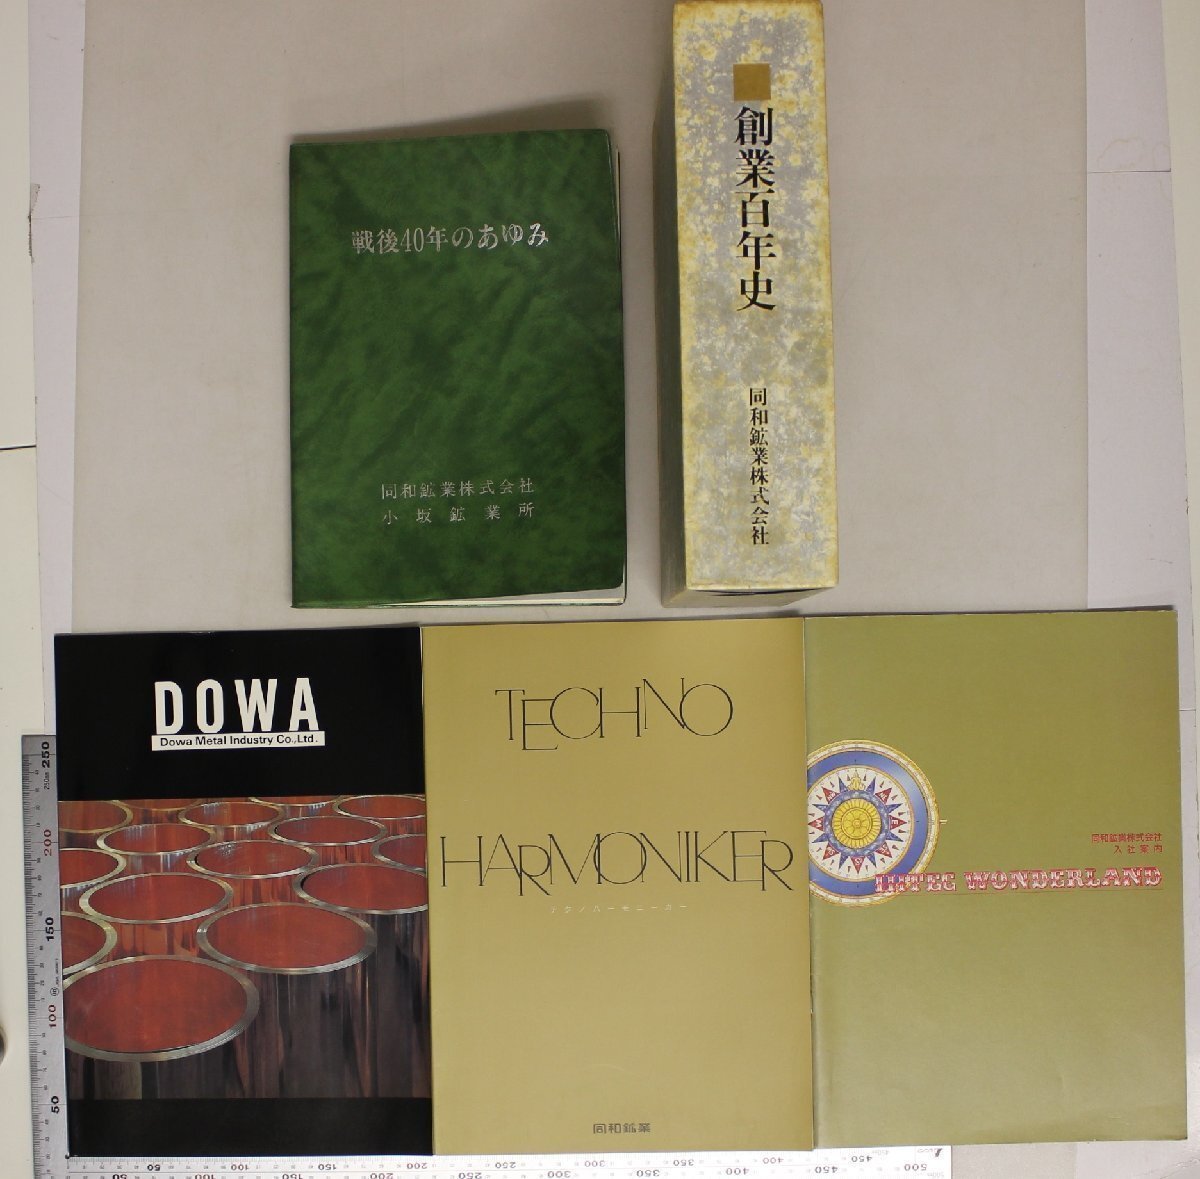 戦後40年のあゆみ
同和鉱業株式会社
小坂鉱業所
創業百年史
同和鉱業株式会社
DOWA
Dowa Metal Industry Co.,Ltd.
TECHNO
HARMONIKER
テクノハーモニーカー
同和鉱業
同和鉱業株式会社
入社案内
WONDERLAND